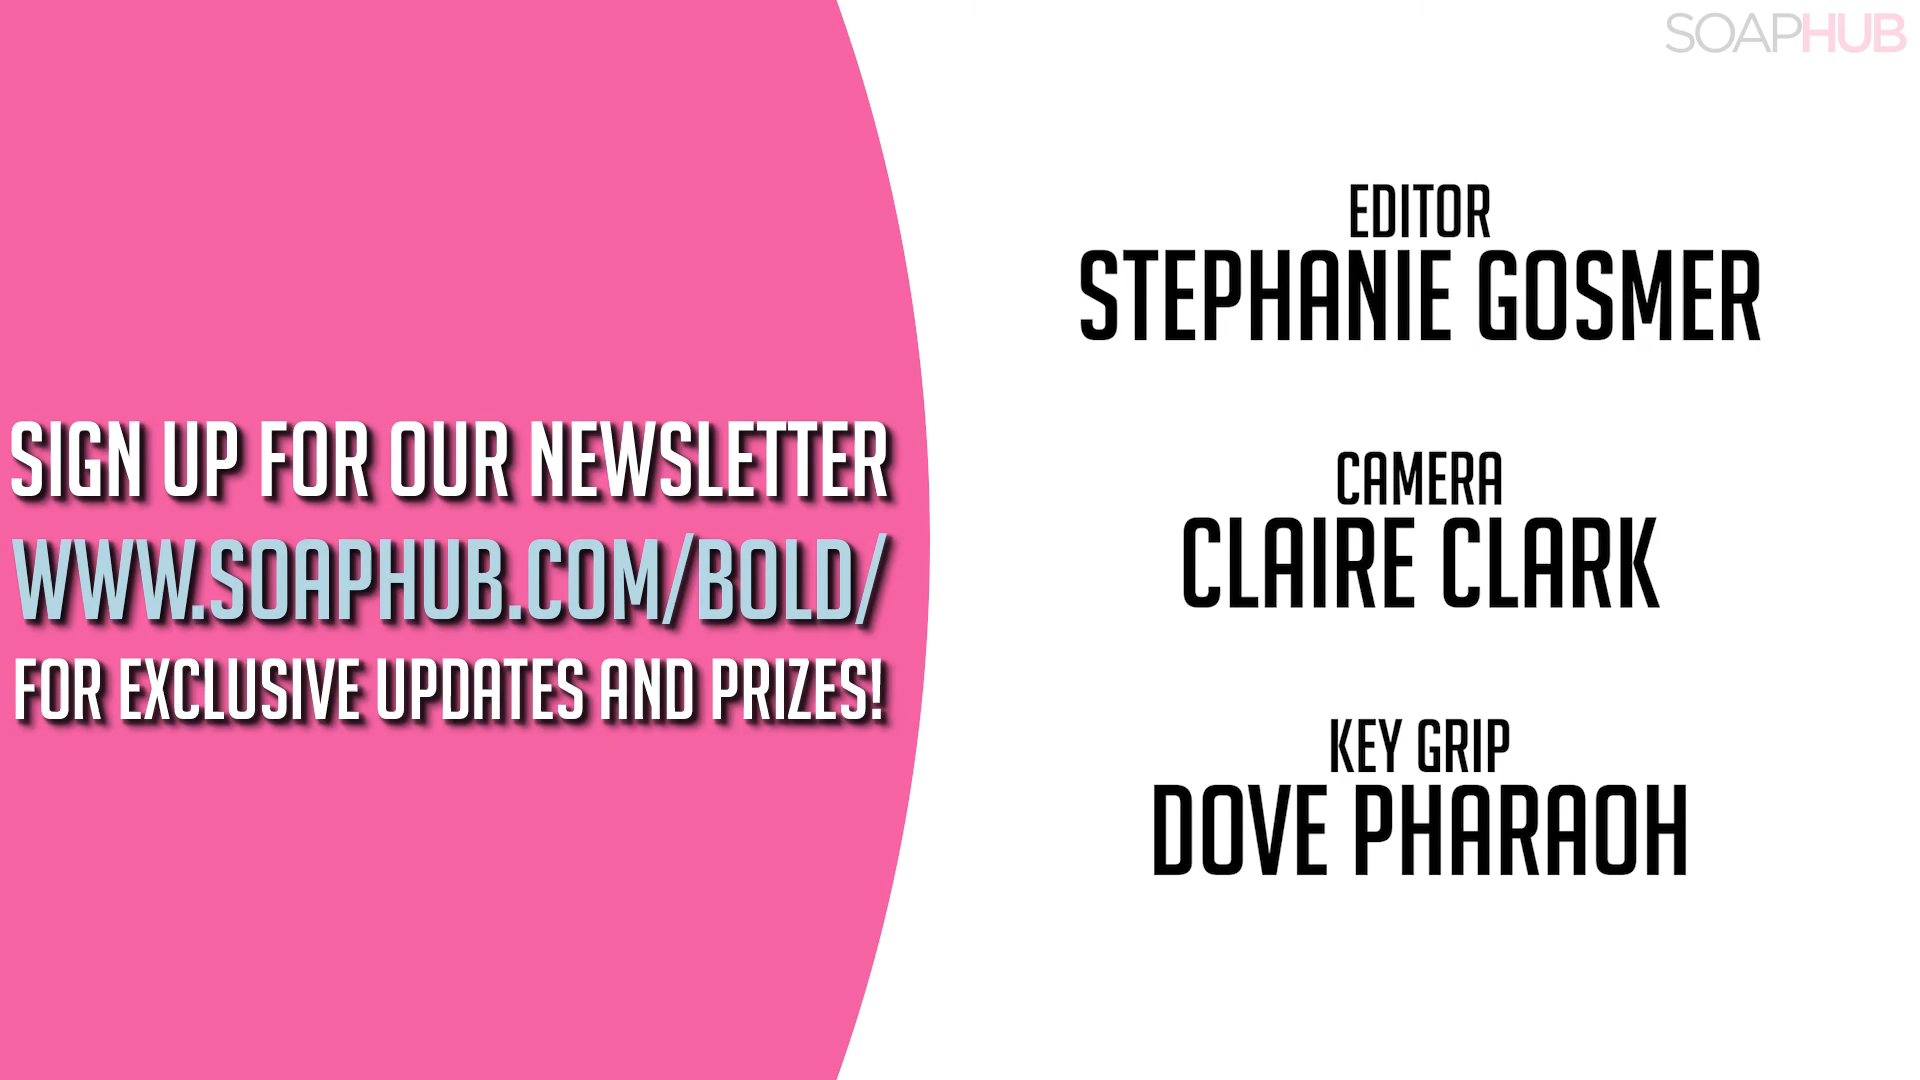 SOAPHUB
SIGN UP FOR OUR NEWSLETTER
WWW.SOAPHUB.COM/BOLD/
FOR EXCLUSIVE UPDATES AND PRIZES!
EDITOR
STEPHANIE GOSMER
CAMERA
CLAIRE CLARK
KEY GRIP
DOVE PHARAOH